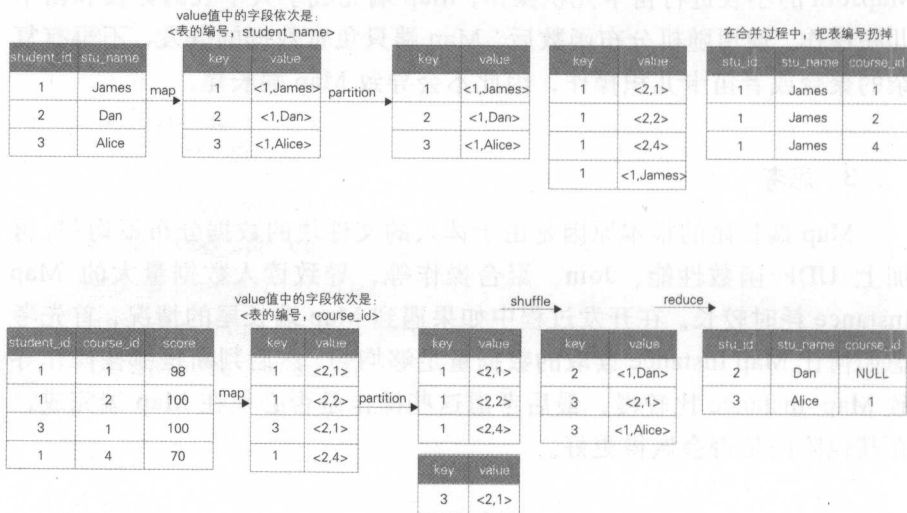 value值中的字段依次是:
<表的编号, student_name>
在合并过程中，把表的编号扔掉
student_id stu_name
1 James
2 Dan
3 Alice
map
key value
1 <1,James>
2 <1,Dan>
3 <1,Alice>
partition
key value
1 <1,James>
2 <1,Dan>
3 <1,Alice>
key value
1 <2,1>
1 <2,2>
1 <2,4>
1 <1,James>
stu_id stu_name course_id
1 James 1
1 James 2
1 James 4
value值中的字段依次是:
<表的编号, course_id>
shuffle
reduce
student_id course_id score
98
100
3 1 100
1 4 70
map
key value
1 <2,1>
1 <2,2>
3 <2,1>
1 <2,4>
partition
key value
1 <2,1>
1 <2,2>
1 <2,4>
key value
3 <2,1>
key value
2 <1,Dan>
3 <2,1>
3 <1,Alice>
stu_id stu_name course_id
2 Dan NULL
3 Alice 1